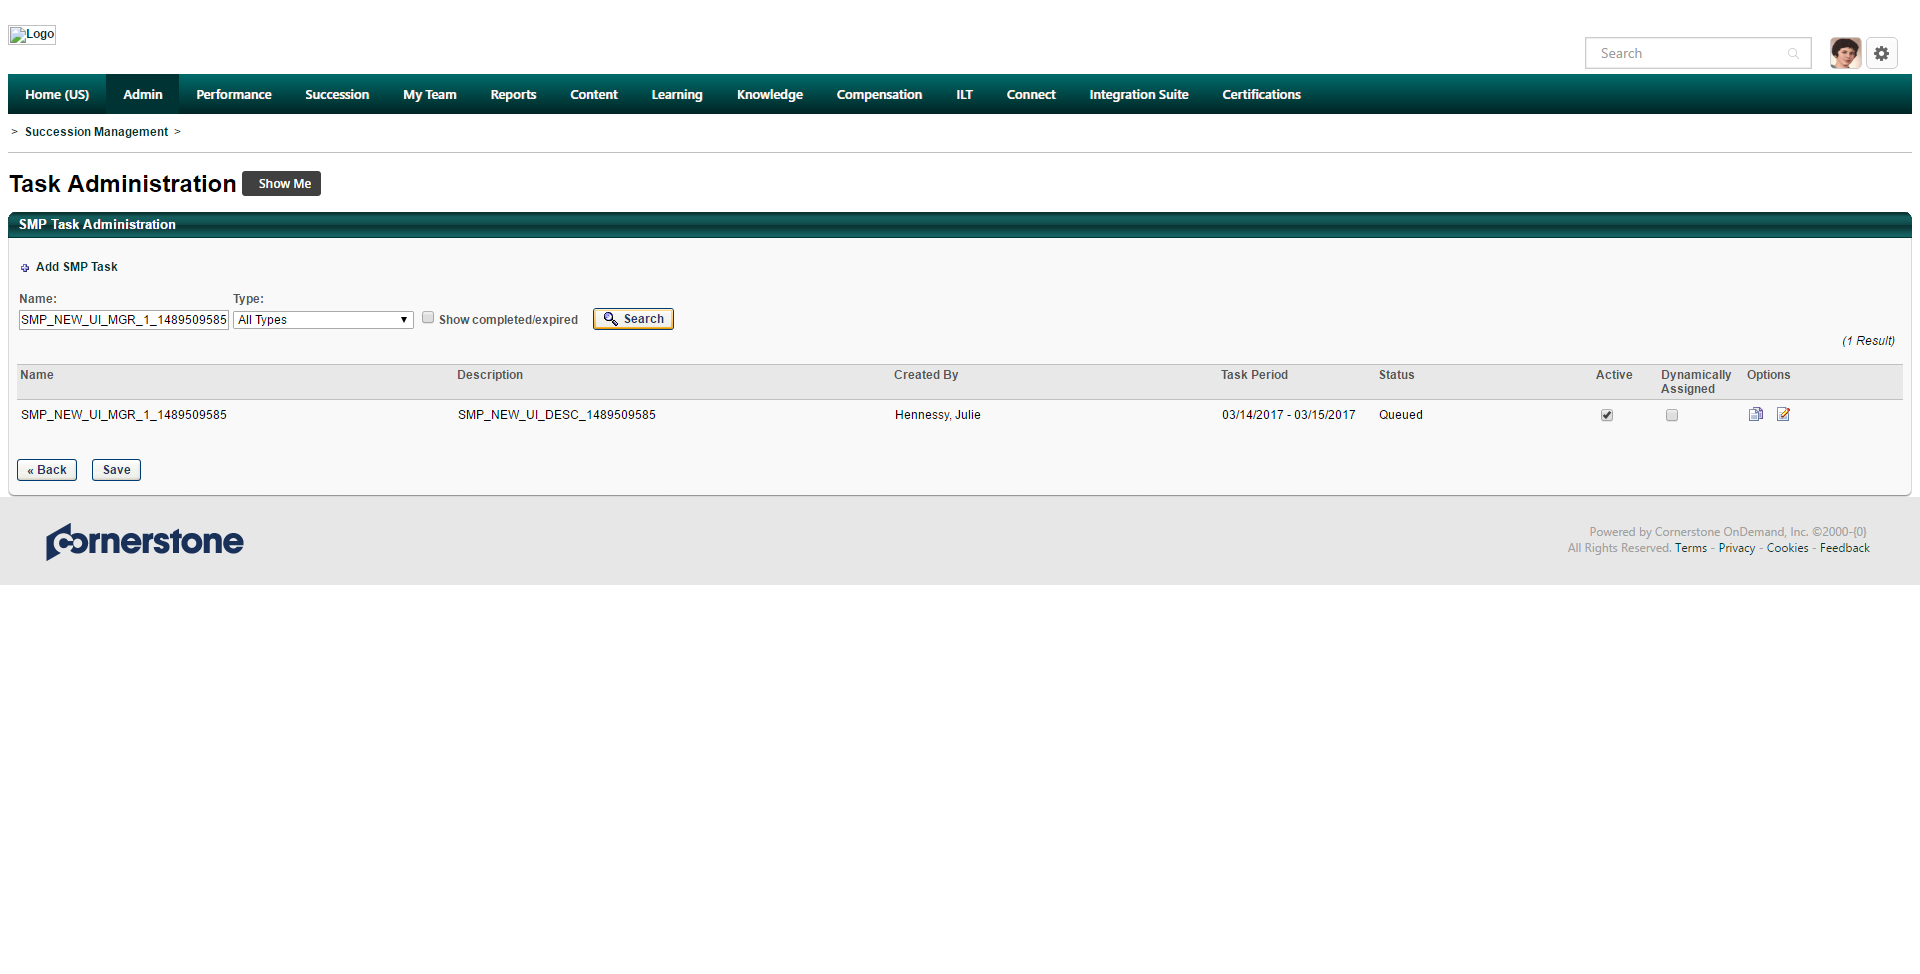 Logo
Search
Home (US) Admin Performance Succession My Team Reports Content Learning Knowledge Compensation ILT Connect Integration Suite Certifications
> Succession Management >
Task Administration Show Me
SMP Task Administration
Add SMP Task
Name: Type:
SMP_NEW_UI_MGR_1_1489509585 All Types Show completed/expired Search
(1 Result)
Name Description Created By Task Period Status Active Dynamically Assigned Options
SMP_NEW_UI_MGR_1_1489509585 SMP_NEW_UI_DESC_1489509585 Hennessy, Julie 03/14/2017 - 03/15/2017 Queued
« Back Save
Cornerstone
Powered by Cornerstone OnDemand, Inc. ©2000-{0}
All Rights Reserved. Terms - Privacy - Cookies - Feedback